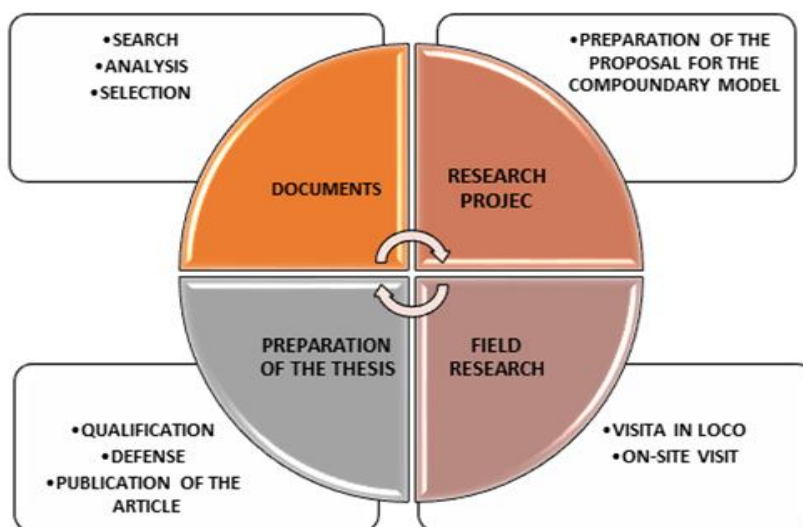 •SEARCH
•ANALYSIS
•SELECTION
•PREPARATION OF THE
PROPOSAL FOR THE
COMPOUNDARY MODEL
DOCUMENTS
RESEARCH
PROJEC
PREPARATION
OF THE THESIS
FIELD
RESEARCH
•QUALIFICATION
•DEFENSE
•PUBLICATION OF THE
ARTICLE
•VISITA IN LOCO
•ON-SITE VISIT